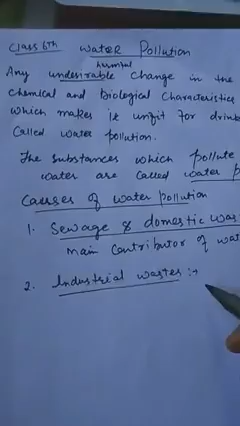 Class 6th Water Pollution
harmful
Any undesirable change in the
Chemical and Biological Characteristics
which makes it unfit for drink
Called water pollution.
The substances which pollute
water are called water p
Causes of water pollution
1. Sewage & domestic was
main contributor of wat
2. Industrial wastes :→